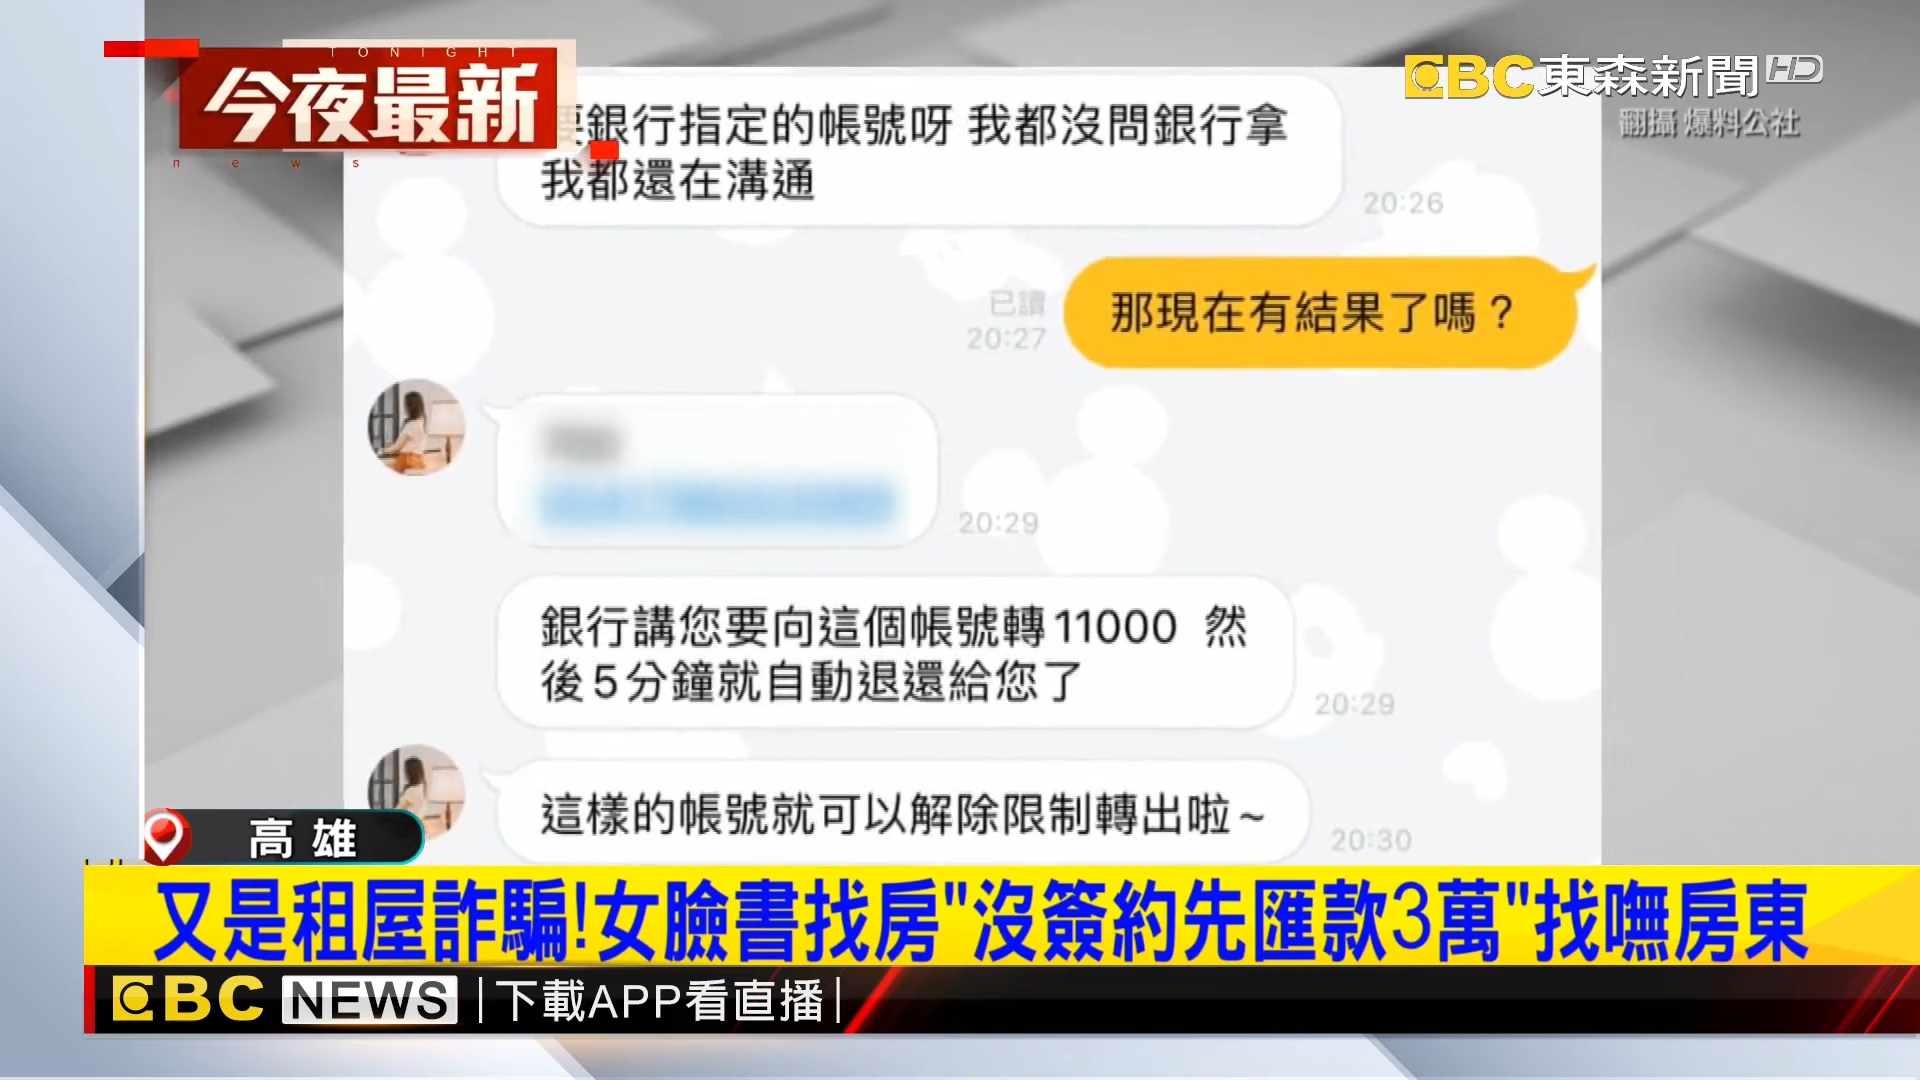 TONIGHT
今夜最新
news
EBC東森新聞HD
翻攝 爆料公社
要銀行指定的帳號呀 我都沒問銀行拿
我都還在溝通
20:26
那現在有結果了嗎？
已讀
20:27
20:29
銀行講您要向這個帳號轉11000 然
後5分鐘就自動退還給您了
20:29
這樣的帳號就可以解除限制轉出啦~
20:30
高雄
又是租屋詐騙!女臉書找房"沒簽約先匯款3萬"找嘸房東
EBC NEWS |下載APP看直播|